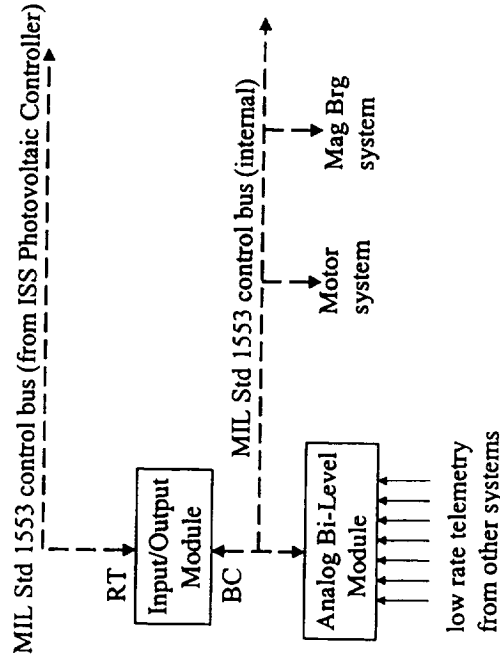 MIL Std 1553 control bus (from ISS Photovoltaic Controller)
RT
Input/Output
Module
BC
MIL Std 1553 control bus (internal)
Motor
system
Mag Brg
system
Analog Bi-Level
Module
low rate telemetry
from other systems